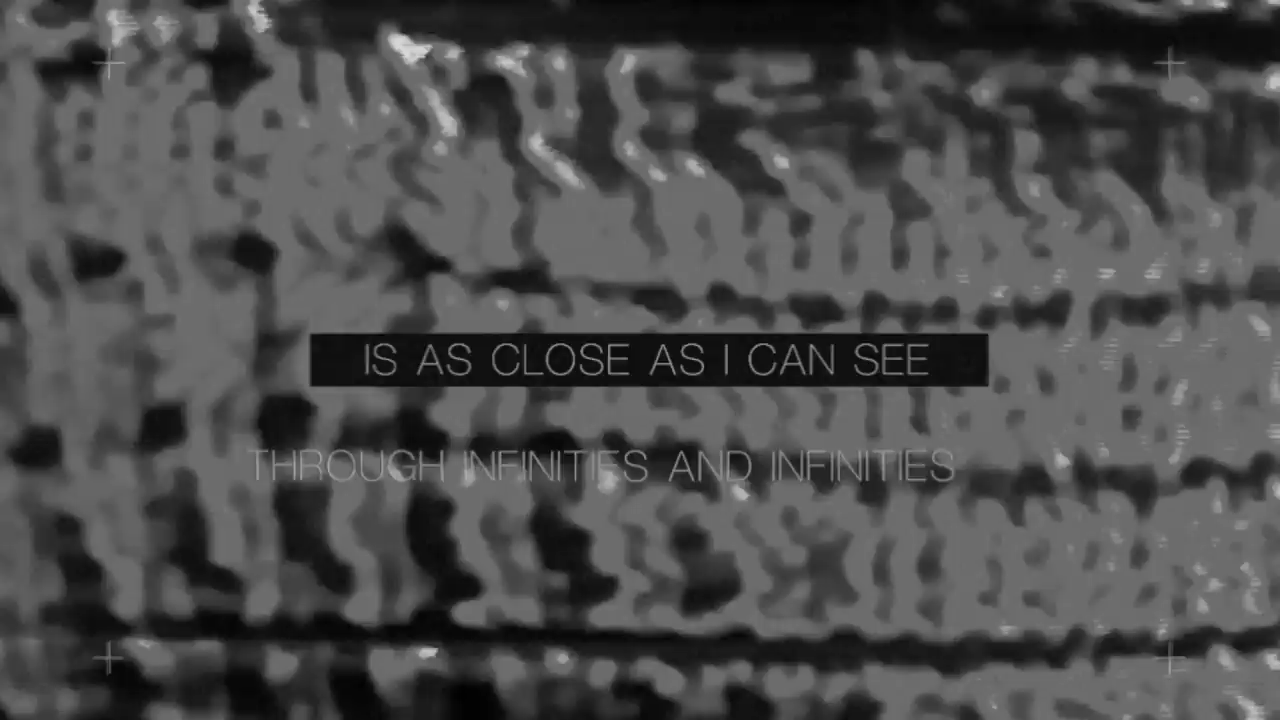 IS AS CLOSE AS I CAN SEE
THROUGH INFINITIES AND INFINITIES